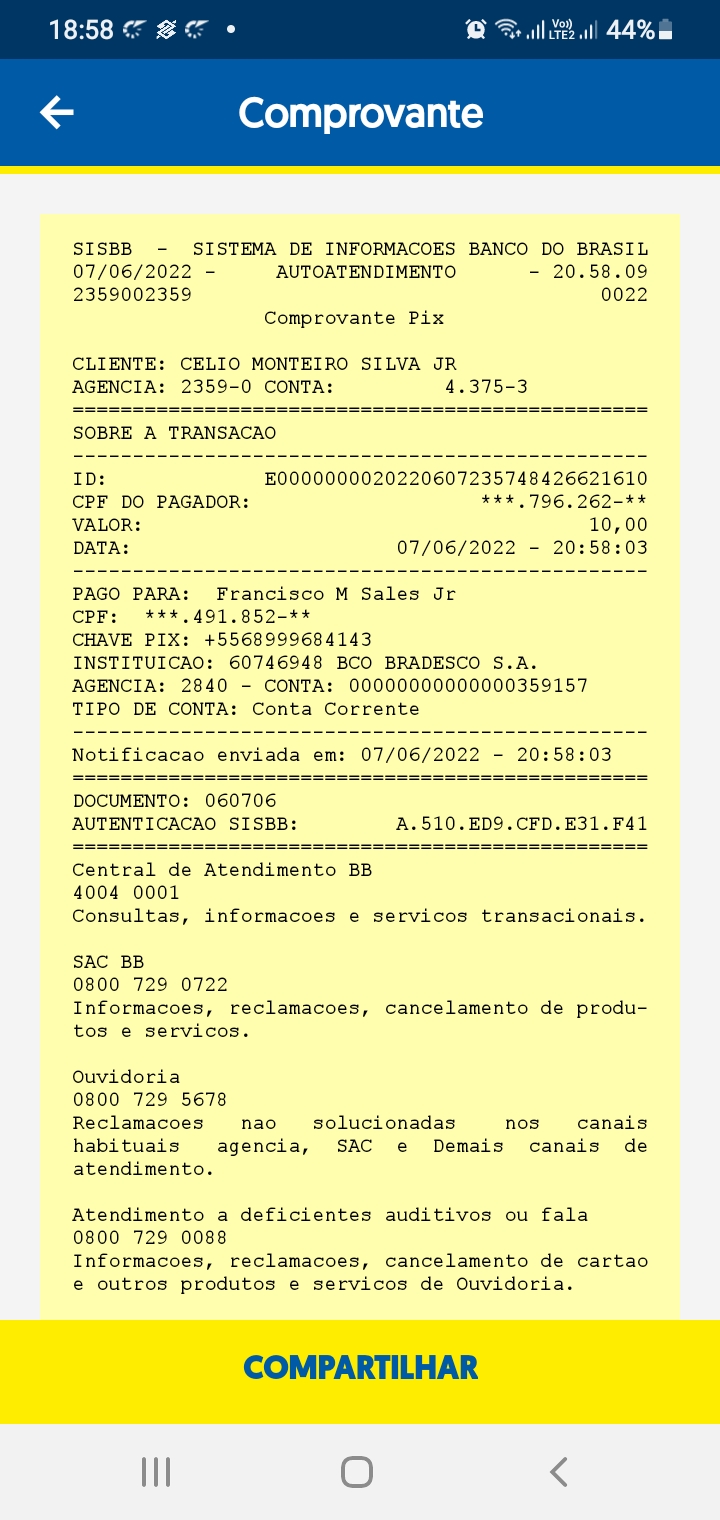 18:58 Vo)) LTE2 44%
Comprovante
SISBB - SISTEMA DE INFORMACOES BANCO DO BRASIL
07/06/2022 - AUTOATENDIMENTO - 20.58.09
2359002359 0022
Comprovante Pix
CLIENTE: CELIO MONTEIRO SILVA JR
AGENCIA: 2359-0 CONTA: 4.375-3
================================================
SOBRE A TRANSACAO
------------------------------------------------
ID: E0000000020220607235748426621610
CPF DO PAGADOR: ***.796.262-**
VALOR: 10,00
DATA: 07/06/2022 - 20:58:03
------------------------------------------------
PAGO PARA: Francisco M Sales Jr
CPF: ***.491.852-**
CHAVE PIX: +5568999684143
INSTITUICAO: 60746948 BCO BRADESCO S.A.
AGENCIA: 2840 - CONTA: 00000000000000359157
TIPO DE CONTA: Conta Corrente
------------------------------------------------
Notificacao enviada em: 07/06/2022 - 20:58:03
================================================
DOCUMENTO: 060706
AUTENTICACAO SISBB: A.510.ED9.CFD.E31.F41
================================================
Central de Atendimento BB
4004 0001
Consultas, informacoes e servicos transacionais.
SAC BB
0800 729 0722
Informacoes, reclamacoes, cancelamento de produ-
tos e servicos.
Ouvidoria
0800 729 5678
Reclamacoes nao solucionadas nos canais
habituais agencia, SAC e Demais canais de
atendimento.
Atendimento a deficientes auditivos ou fala
0800 729 0088
Informacoes, reclamacoes, cancelamento de cartao
e outros produtos e servicos de Ouvidoria.
COMPARTILHAR